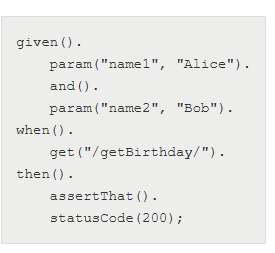 given().
    param("name1", "Alice").
    and().
    param("name2", "Bob").
when().
    get("/getBirthday/").
then().
    assertThat().
    statusCode(200);